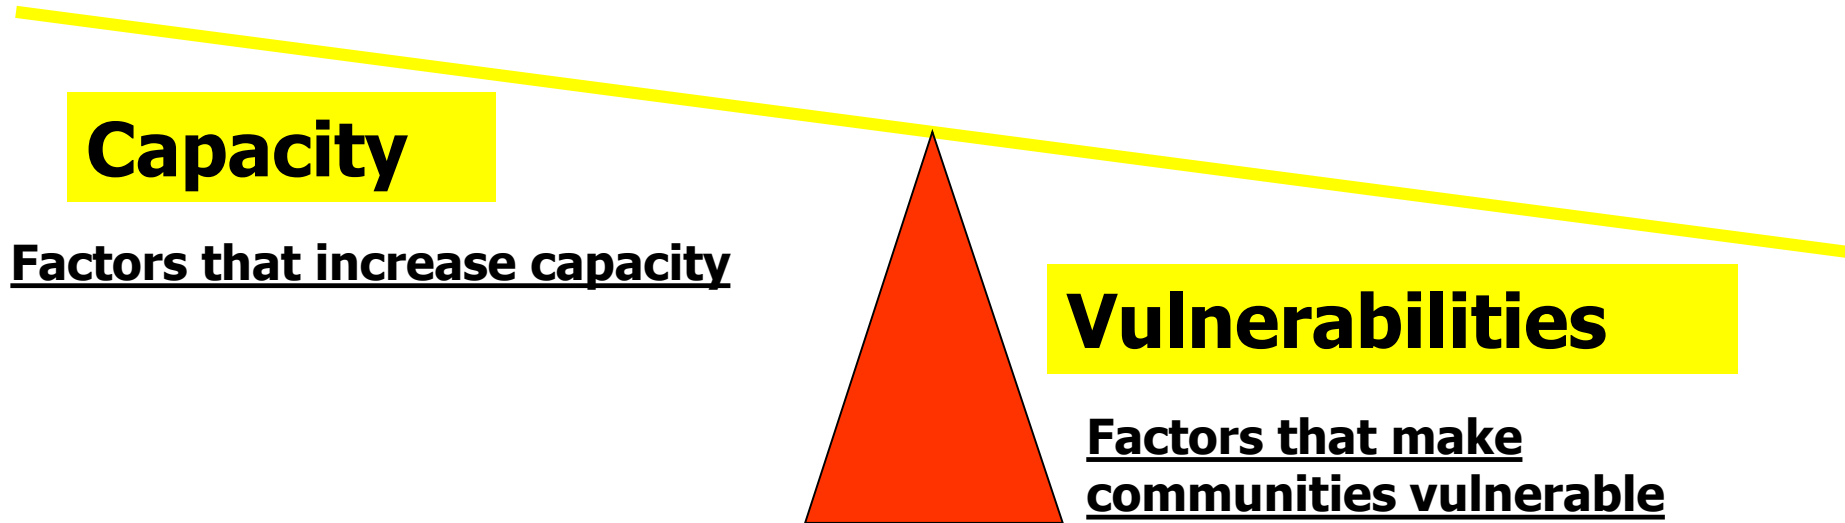 Capacity
Factors that increase capacity
Vulnerabilities
Factors that make
communities vulnerable